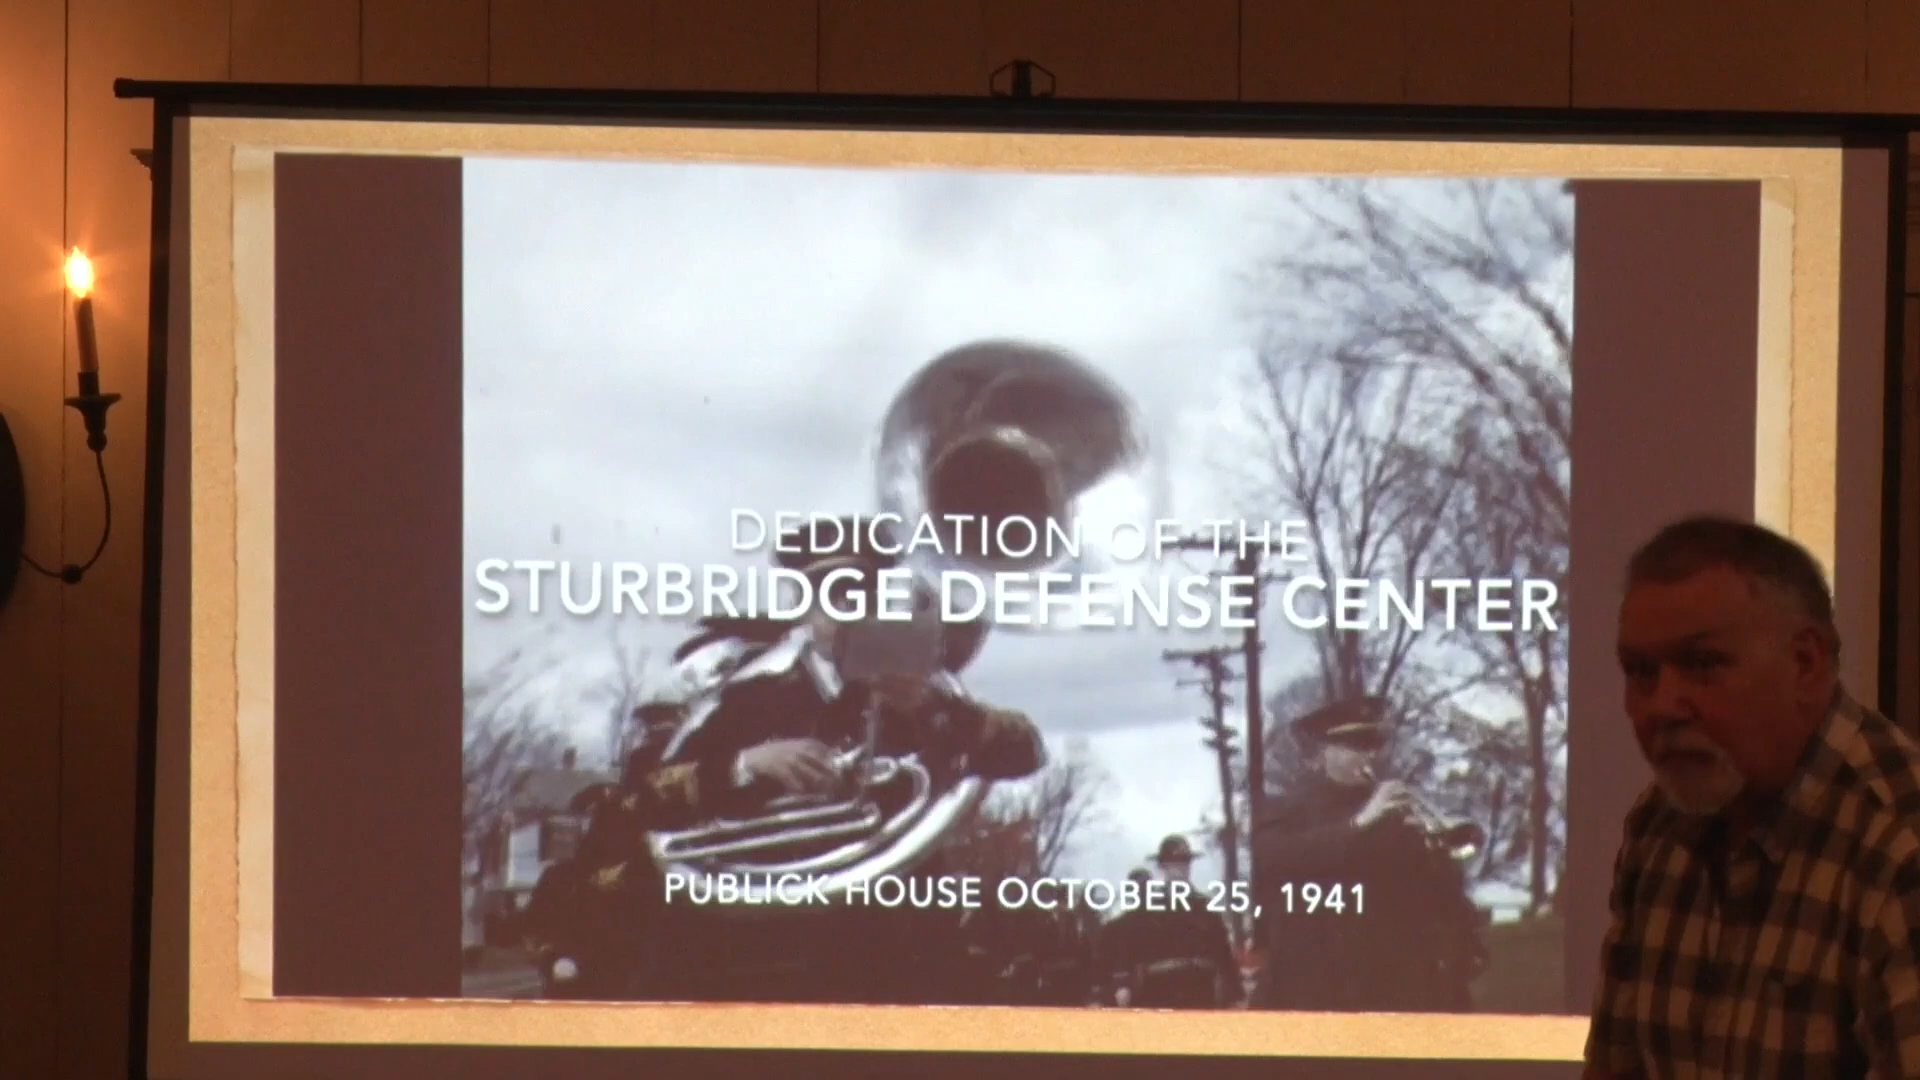 DEDICATION OF THE
STURBRIDGE DEFENSE CENTER
PUBLICK HOUSE OCTOBER 25, 1941